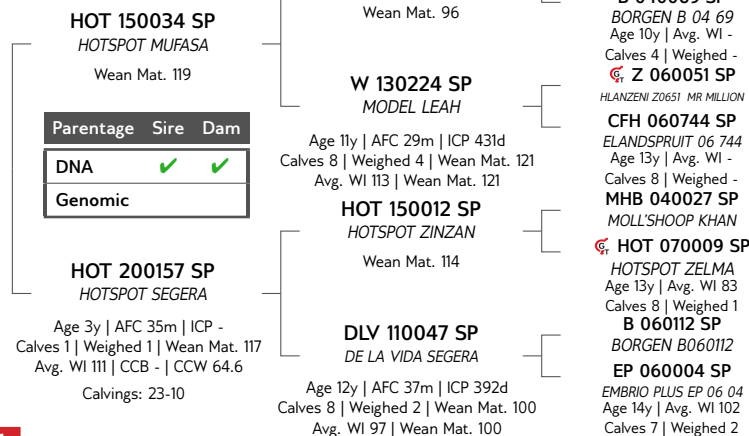 HOT 150034 SP
HOTSPOT MUFASA
Wean Mat. 119
Parentage Sire Dam
DNA ✔ ✔
Genomic
HOT 200157 SP
HOTSPOT SEGERA
Age 3y | AFC 35m | ICP -
Calves 1 | Weighed 1 | Wean Mat. 117
Avg. WI 111 | CCB - | CCW 64.6
Calvings: 23-10
Wean Mat. 96
W 130224 SP
MODEL LEAH
Age 11y | AFC 29m | ICP 431d
Calves 8 | Weighed 4 | Wean Mat. 121
Avg. WI 113 | Wean Mat. 121
HOT 150012 SP
HOTSPOT ZINZAN
Wean Mat. 114
DLV 110047 SP
DE LA VIDA SEGERA
Age 12y | AFC 37m | ICP 392d
Calves 8 | Weighed 2 | Wean Mat. 100
Avg. WI 97 | Wean Mat. 100
BORGEN B 04 69
Age 10y | Avg. WI -
Calves 4 | Weighed -
Z 060051 SP
HLANZENI Z0651 MR MILLION
CFH 060744 SP
ELANDSPRUIT 06 744
Age 13y | Avg. WI -
Calves 8 | Weighed -
MHB 040027 SP
MOLL'SHOOP KHAN
HOT 070009 SP
HOTSPOT ZELMA
Age 13y | Avg. WI 83
Calves 8 | Weighed 1
B 060112 SP
BORGEN B060112
EP 060004 SP
EMBRIO PLUS EP 06 04
Age 14y | Avg. WI 102
Calves 7 | Weighed 2